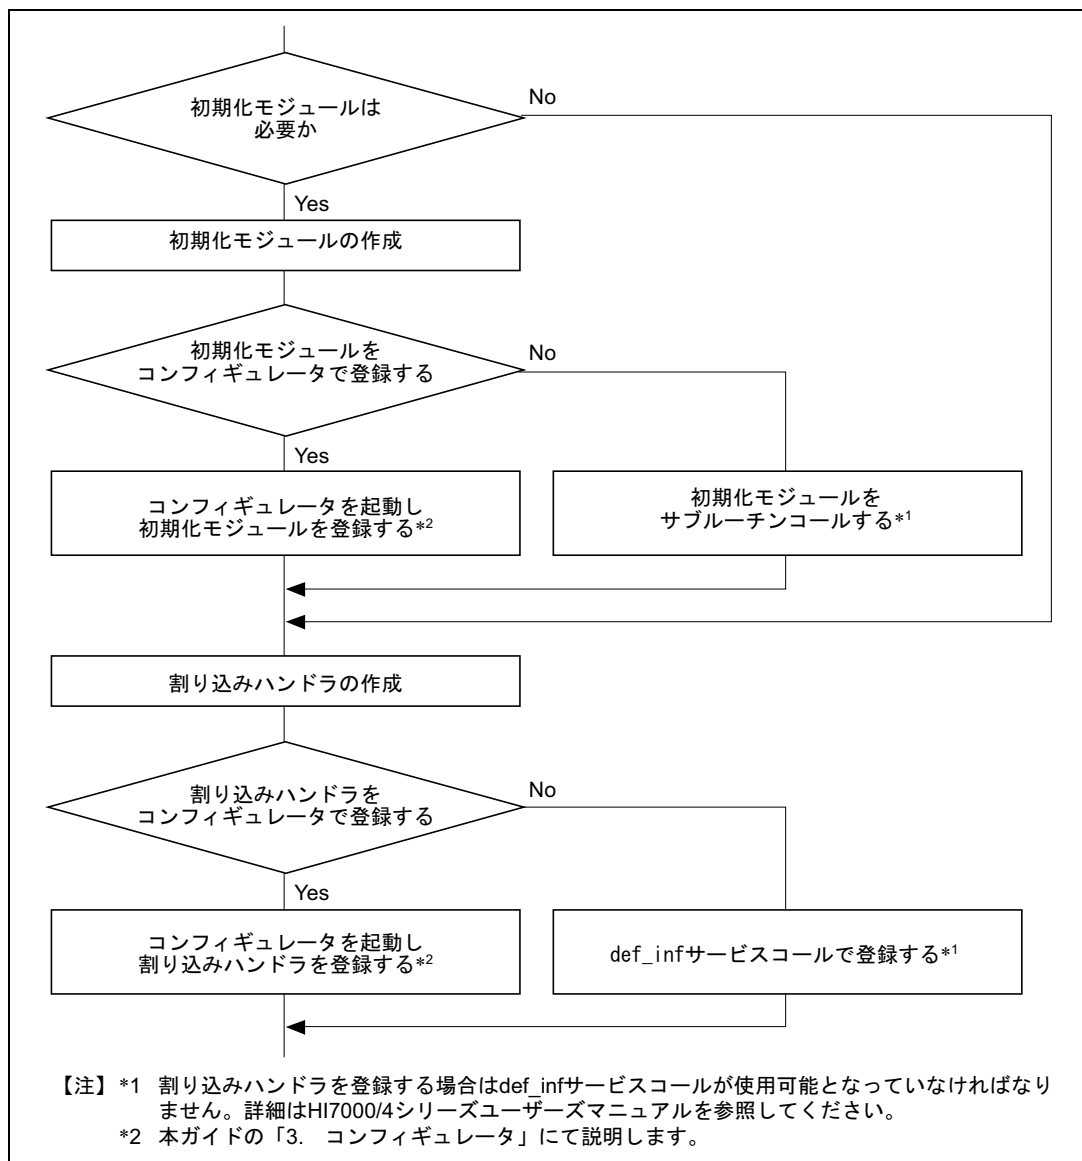 初期化モジュールは
必要か
No
Yes
初期化モジュールの作成
初期化モジュールを
コンフィギュレータで登録する
No
Yes
コンフィギュレータを起動し
初期化モジュールを登録する*2
初期化モジュールを
サブルーチンコールする*1
割り込みハンドラの作成
割り込みハンドラを
コンフィギュレータで登録する
No
Yes
コンフィギュレータを起動し
割り込みハンドラを登録する*2
def_infサービスコールで登録する*1
【注】*1 割り込みハンドラを登録する場合はdef_infサービスコールが使用可能となっていなければなり
ません。詳細はHI7000/4シリーズユーザーズマニュアルを参照してください。
*2 本ガイドの「3. コンフィギュレータ」にて説明します。